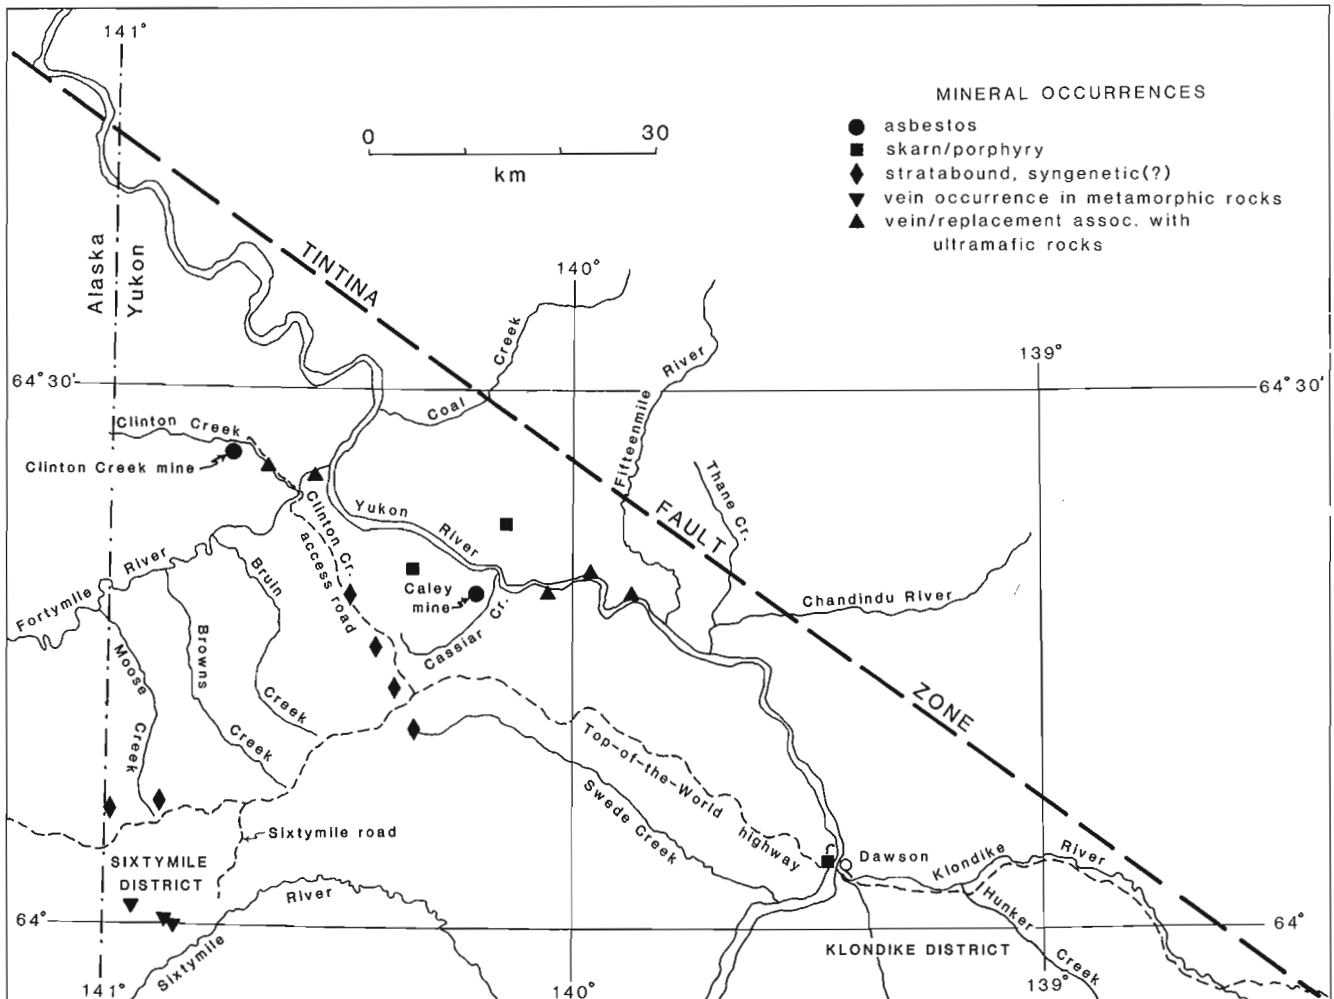 141°
MINERAL OCCURRENCES
asbestos
skarn/porphyry
stratabound, syngenetic(?)
vein occurrence in metamorphic rocks
vein/replacement assoc. with
ultramafic rocks
0 30
km
Alaska
Yukon
TINTINA
140°
139°
64° 30'
64° 30'
Coal Creek
Fifteenmile River
Thane Cr.
FAULT
Clinton Creek
Clinton Creek mine
Yukon River
Clinton Cr.
access road
Caley
mine
Cassiar Cr.
Chandindu River
Fortymile River
Bruin Creek
Browns Creek
Moose Creek
ZONE
Top-of-the-World highway
Swede Creek
Sixtymile road
SIXTYMILE
DISTRICT
Dawson
Klondike River
Hunker Creek
KLONDIKE DISTRICT
Sixtymile River
64°
64°
141°
140°
139°